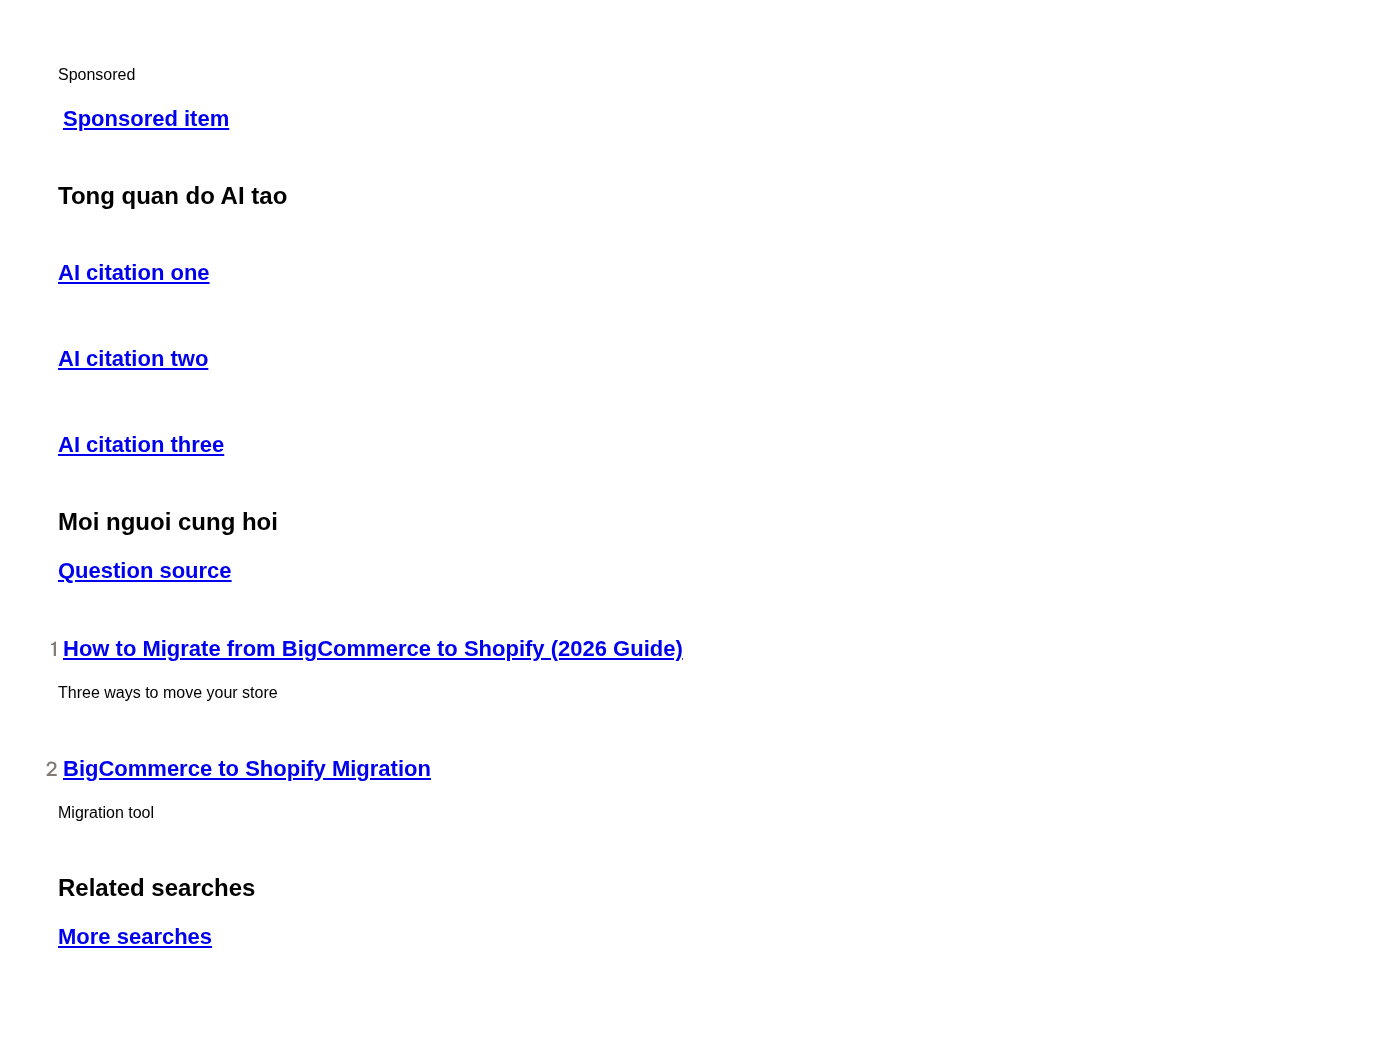 Sponsored
Sponsored item
Tong quan do AI tao
AI citation one
AI citation two
AI citation three
Moi nguoi cung hoi
Question source
1 How to Migrate from BigCommerce to Shopify (2026 Guide)
Three ways to move your store
2 BigCommerce to Shopify Migration
Migration tool
Related searches
More searches